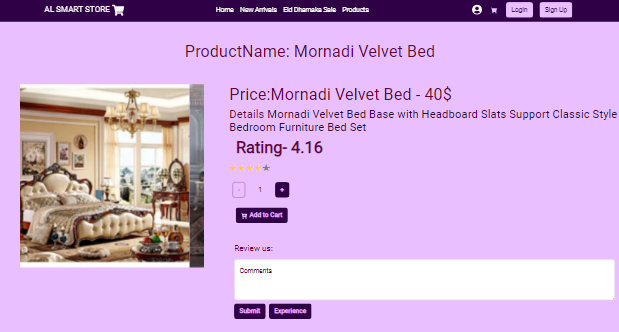 AL SMART STORE
Home New Arrivals Eid Dhamaka Sale Products
Login Sign Up
ProductName: Mornadi Velvet Bed
Price:Mornadi Velvet Bed - 40$
Details Mornadi Velvet Bed Base with Headboard Slats Support Classic Style
Bedroom Furniture Bed Set
Rating- 4.16
- 1 +
Add to Cart
Review us:
Comments
Submit Experience